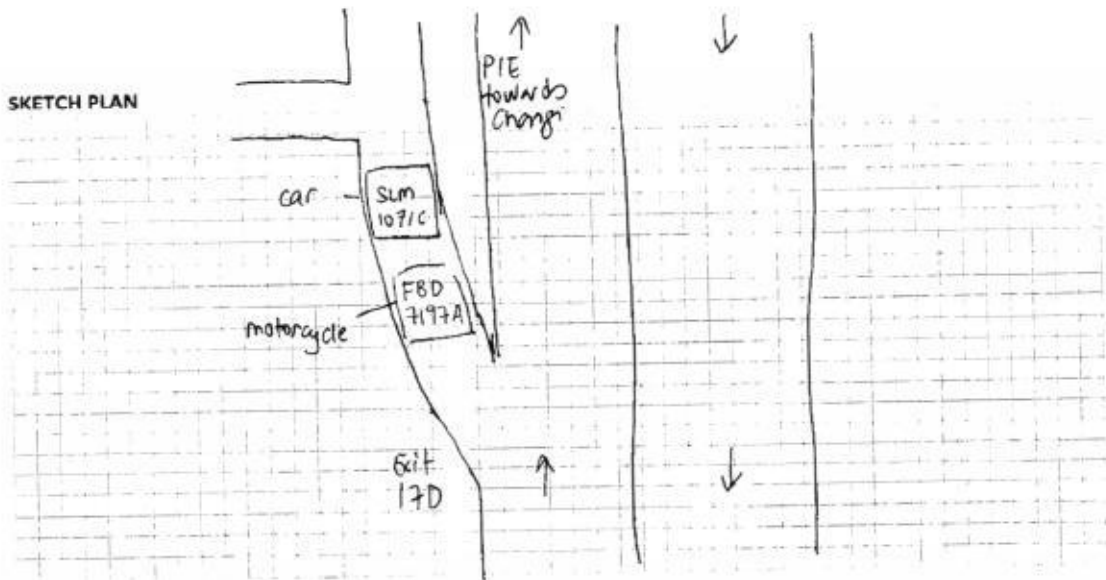 PIE
towards
Changi
SKETCH PLAN
car
SLM
1071C
FBD
7197A
motorcycle
Exit
17D